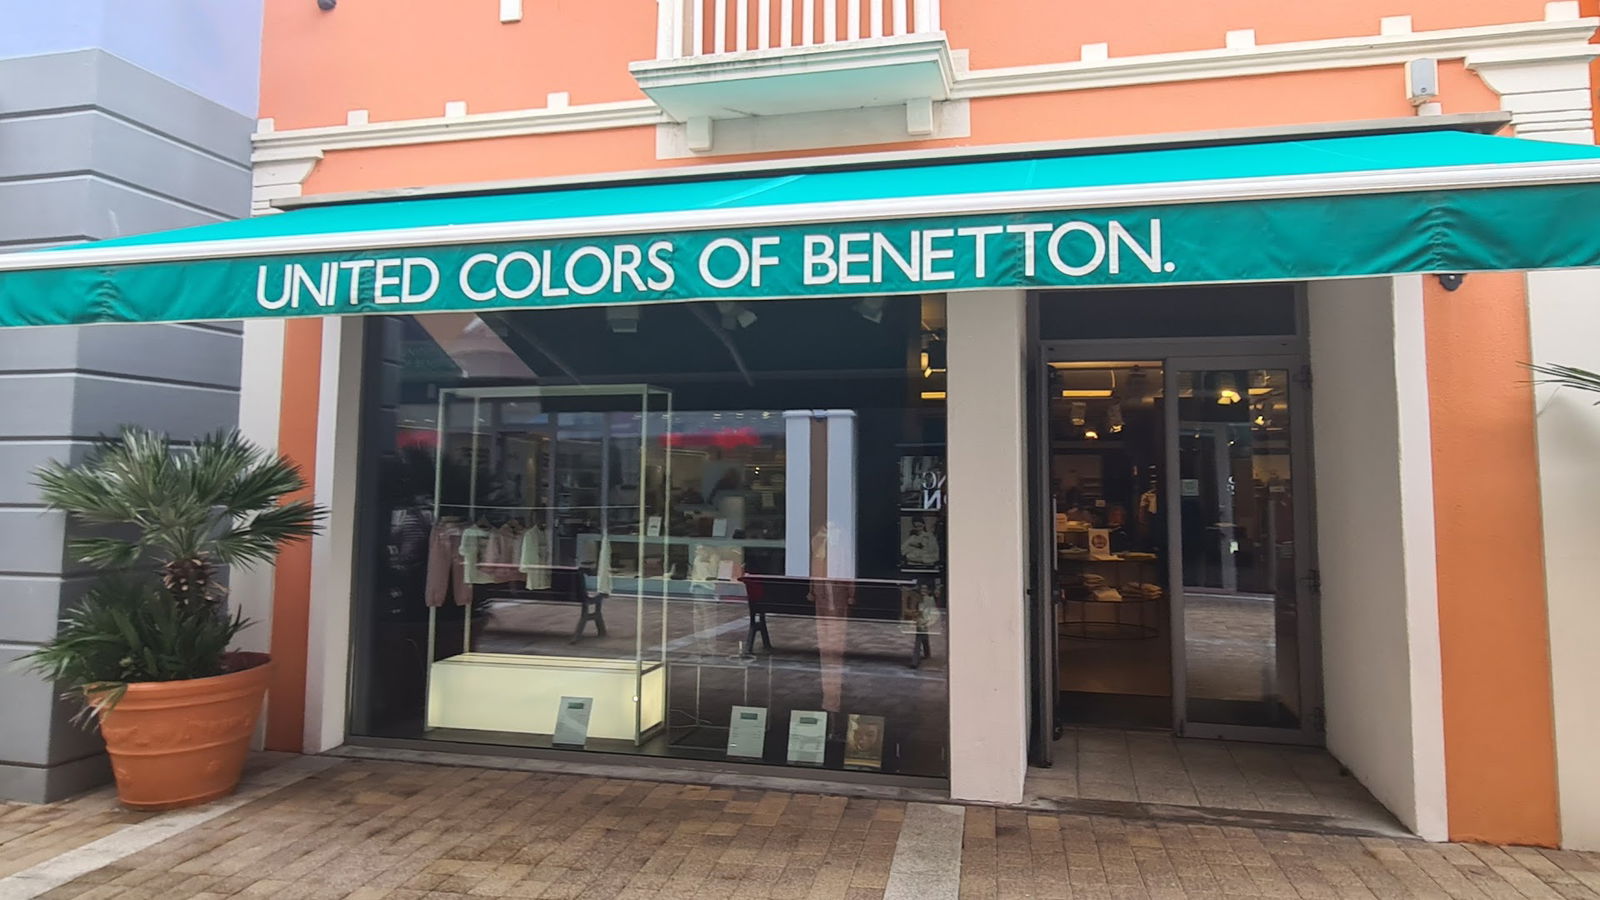 UNITED COLORS OF BENETTON.